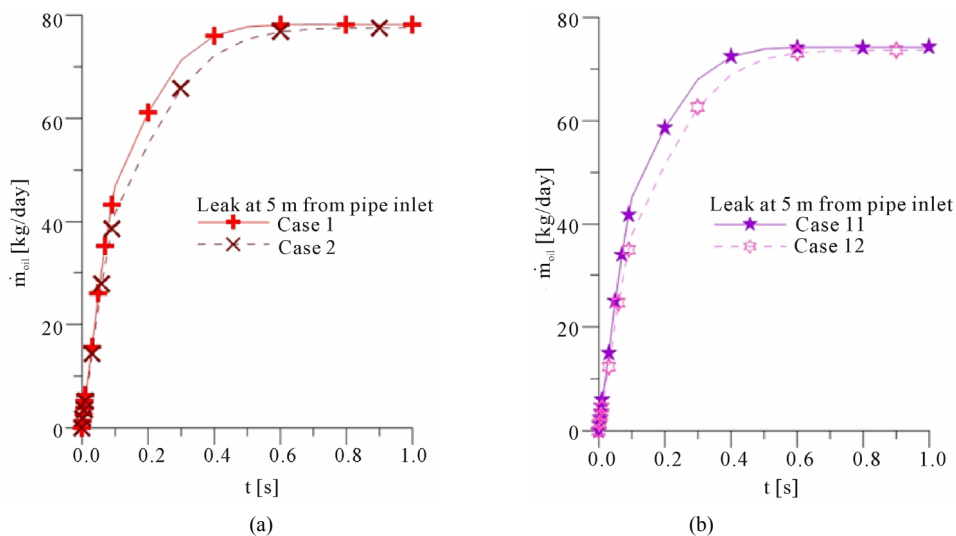 80
60
40
20
0
ṁoil [kg/day]
Leak at 5 m from pipe inlet
Case 1
Case 2
0.0 0.2 0.4 0.6 0.8 1.0
t [s]
(a)
80
60
40
20
0
ṁoil [kg/day]
Leak at 5 m from pipe inlet
Case 11
Case 12
0.0 0.2 0.4 0.6 0.8 1.0
t [s]
(b)